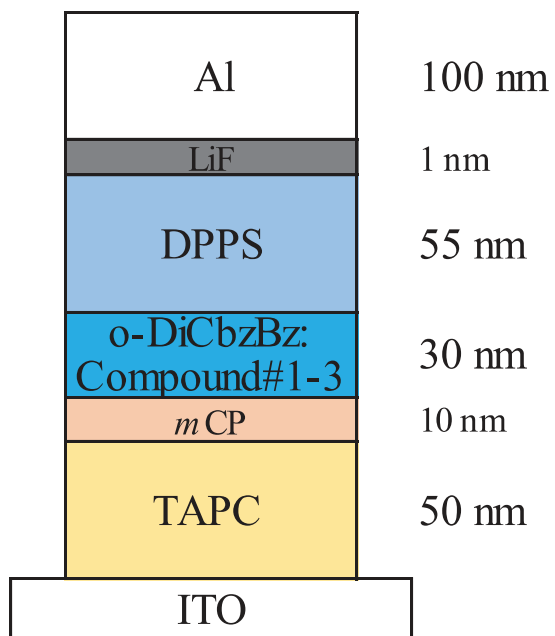 Al 100 nm
LiF 1 nm
DPPS 55 nm
o-DiCbzBz:
Compound#1-3 30 nm
mCP 10 nm
TAPC 50 nm
ITO